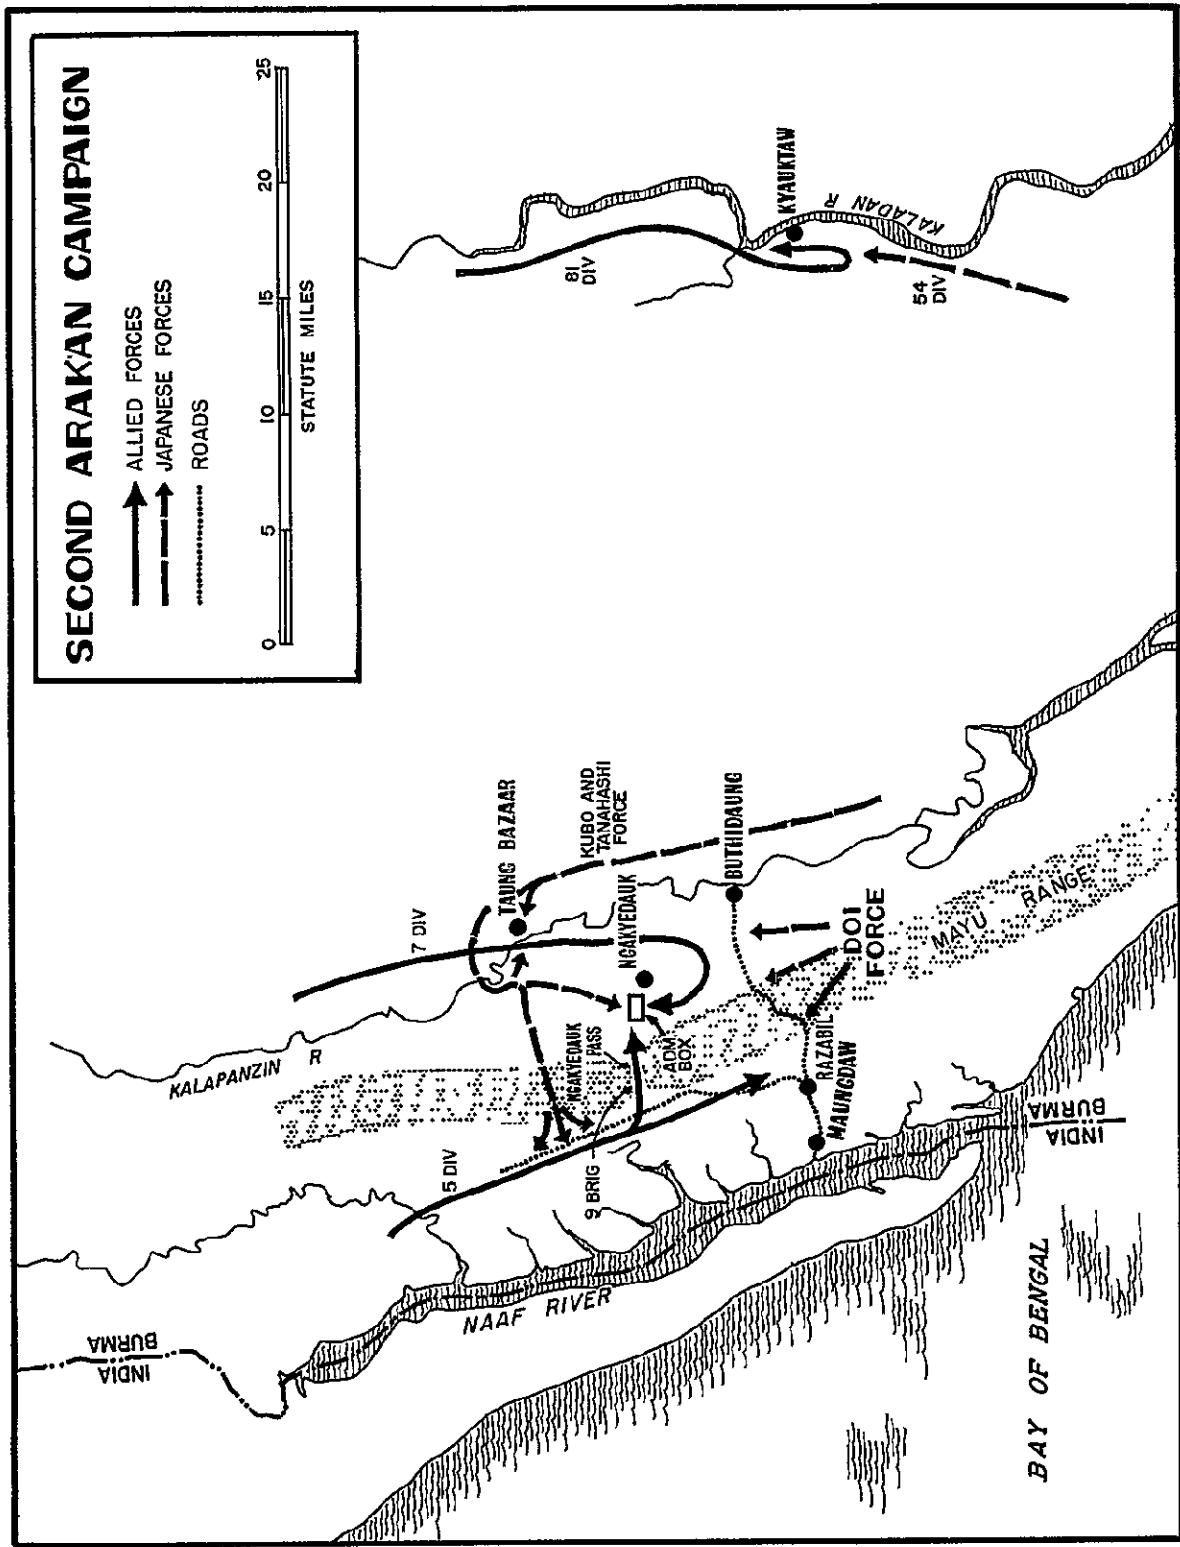 SECOND ARAKAN CAMPAIGN
ALLIED FORCES
JAPANESE FORCES
ROADS
0 5 10 15 20 25
STATUTE MILES
INDIA
BURMA
NAAF RIVER
5 DIV
KALAPANZIN R
7 DIV
TAUNG BAZAAR
KUBO AND
TANAHASHI
FORCE
9 BRIG
NGAKYEDAUK
PASS
ADM
BOX
NGAKYEDAUK
BUTHIDAUNG
MAUNGDAW
RAZABIL
DOI
FORCE
MAYU RANGE
INDIA
BURMA
BAY OF BENGAL
81
DIV
KYAUKTAW
KALADAN R
54
DIV